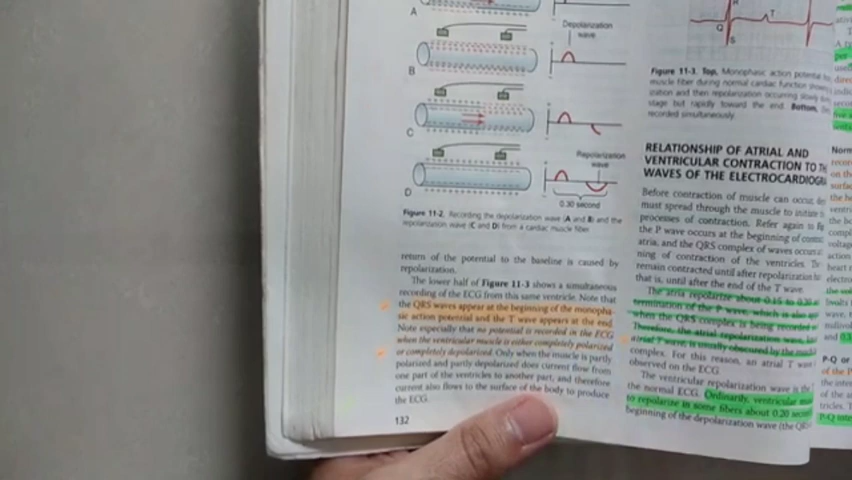 A
Depolarization
wave
B
C
Repolarization
wave
D
0.30 second
Figure 11-2. Recording the depolarization wave (A and B) and the
repolarization wave (C and D) from a cardiac muscle fiber.
return of the potential to the baseline is caused by
repolarization.
The lower half of Figure 11-3 shows a simultaneous
recording of the ECG from this same ventricle. Note that
the QRS waves appear at the beginning of the monopha-
sic action potential and the T wave appears at the end.
Note especially that no potential is recorded in the ECG
when the ventricular muscle is either completely polarized
or completely depolarized. Only when the muscle is partly
polarized and partly depolarized does current flow from
one part of the ventricles to another part, and therefore
current also flows to the surface of the body to produce
the ECG.
132
R
Q
S
T
Figure 11-3. Top, Monophasic action potential
muscle fiber during normal cardiac function
ization and then repolarization occurring slowly
stage but rapidly toward the end. Bottom,
recorded simultaneously.
RELATIONSHIP OF ATRIAL AND
VENTRICULAR CONTRACTION TO
WAVES OF THE
Before contraction of muscle can occur,
must spread through the muscle to initiate
processes of contraction. Refer again to
the P wave occurs at the beginning of
atria, and the QRS complex of waves occurs
ning of contraction of the ventricles.
remain contracted until after repolarization
that is, until after the end of the T wave.
The atria repolarize about 0.15 to
termination of the P wave, which is also
when the QRS complex is being recorded
Therefore, the atrial repolarization wave,
atrial T wave, is usually obscured by the
complex. For this reason, an atrial T wave
observed on the ECG.
The ventricular repolarization wave is the
the normal ECG. Ordinarily, ventricular
to repolarize in some fibers about 0.20 second
beginning of the depolarization wave (the
P-Q or